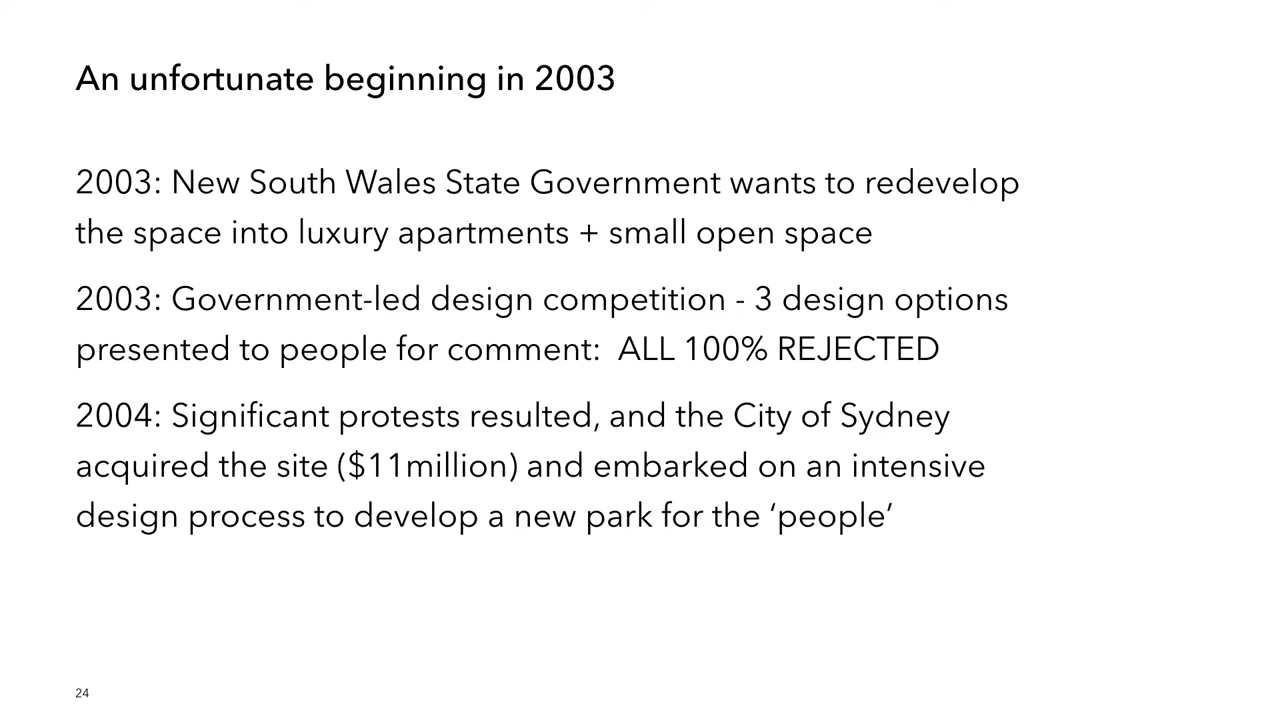 An unfortunate beginning in 2003
2003: New South Wales State Government wants to redevelop
the space into luxury apartments + small open space
2003: Government-led design competition - 3 design options
presented to people for comment:  ALL 100% REJECTED
2004: Significant protests resulted, and the City of Sydney
acquired the site ($11million) and embarked on an intensive
design process to develop a new park for the ‘people’
24